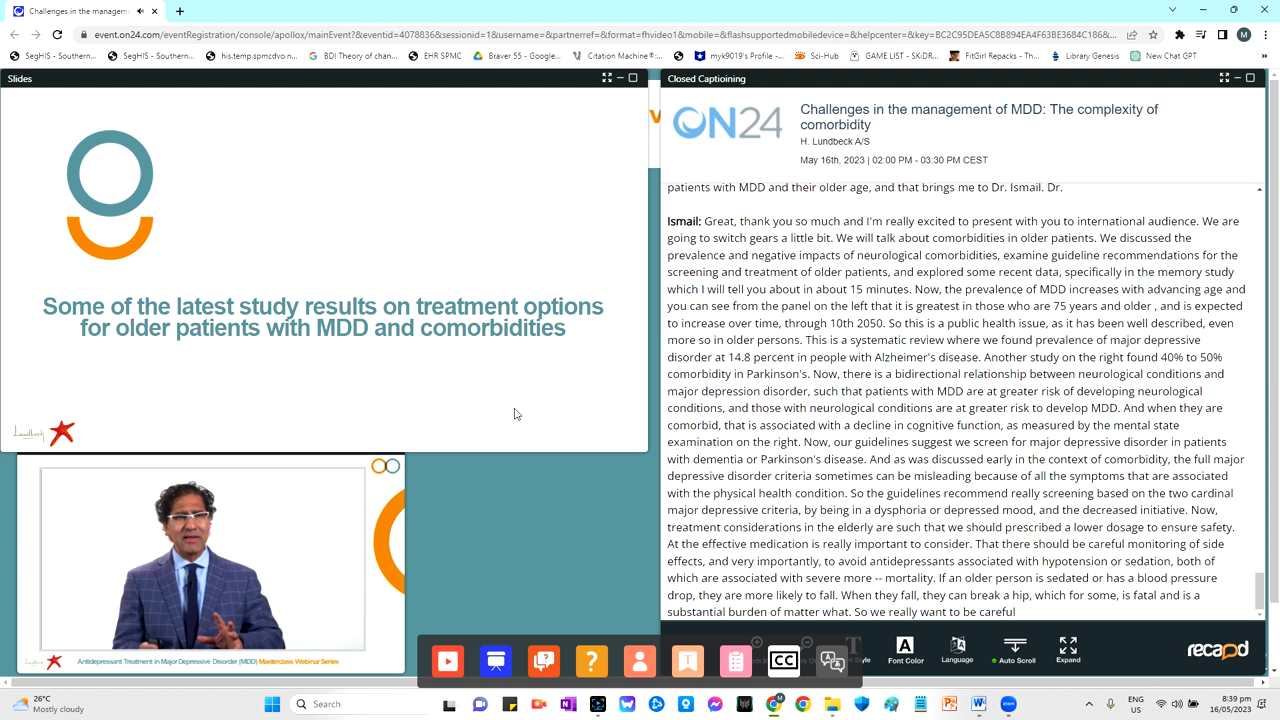 Challenges in the managemen
event.on24.com/eventRegistration/console/apollox/mainEvent?&eventid=4078836&sessionid=1&username=&partnerref=&format=fhvideo1&mobile=&flashsupportedmobiledevice=&helpcenter=&key=BC2C95DEA5C8B894EA4F63BE3684C186&...
M
SegHIS - Southern...
SegHIS - Southern...
his.temp.spmcdvo.n...
BDI Theory of chan...
EHR SPMC
Braver 55 - Google...
Citation Machine®:...
myk9019's Profile -...
Sci-Hub
GAME LIST - SKiDR...
FitGirl Repacks - Th...
Library Genesis
New Chat GPT
Slides
Closed Captioining
ON24
Challenges in the management of MDD: The complexity of
comorbidity
H. Lundbeck A/S
May 16th, 2023 | 02:00 PM - 03:30 PM CEST
Some of the latest study results on treatment options
for older patients with MDD and comorbidities
Lundbeck
patients with MDD and their older age, and that brings me to Dr. Ismail. Dr.
Ismail: Great, thank you so much and I'm really excited to present with you to international audience. We are
going to switch gears a little bit. We will talk about comorbidities in older patients. We discussed the
prevalence and negative impacts of neurological comorbidities, examine guideline recommendations for the
screening and treatment of older patients, and explored some recent data, specifically in the memory study
which I will tell you about in about 15 minutes. Now, the prevalence of MDD increases with advancing age and
you can see from the panel on the left that it is greatest in those who are 75 years and older , and is expected
to increase over time, through 10th 2050. So this is a public health issue, as it has been well described, even
more so in older persons. This is a systematic review where we found prevalence of major depressive
disorder at 14.8 percent in people with Alzheimer's disease. Another study on the right found 40% to 50%
comorbidity in Parkinson's. Now, there is a bidirectional relationship between neurological conditions and
major depression disorder, such that patients with MDD are at greater risk of developing neurological
conditions, and those with neurological conditions are at greater risk to develop MDD. And when they are
comorbid, that is associated with a decline in cognitive function, as measured by the mental state
examination on the right. Now, our guidelines suggest we screen for major depressive disorder in patients
with dementia or Parkinson's disease. And as was discussed early in the context of comorbidity, the full major
depressive disorder criteria sometimes can be misleading because of all the symptoms that are associated
with the physical health condition. So the guidelines recommend really screening based on the two cardinal
major depressive criteria, by being in a dysphoria or depressed mood, and the decreased initiative. Now,
treatment considerations in the elderly are such that we should prescribed a lower dosage to ensure safety.
At the effective medication is really important to consider. That there should be careful monitoring of side
effects, and very importantly, to avoid antidepressants associated with hypotension or sedation, both of
which are associated with severe more -- mortality. If an older person is sedated or has a blood pressure
drop, they are more likely to fall. When they fall, they can break a hip, which for some, is fatal and is a
substantial burden of matter what. So we really want to be careful
Antidepressant Treatment in Major Depressive Disorder (MDD) Masterclass Webinar Series
Font Color
Language
Auto Scroll
Expand
recapd
CC
26°C
Mostly cloudy
Search
ENG
US
8:39 pm
16/05/2023